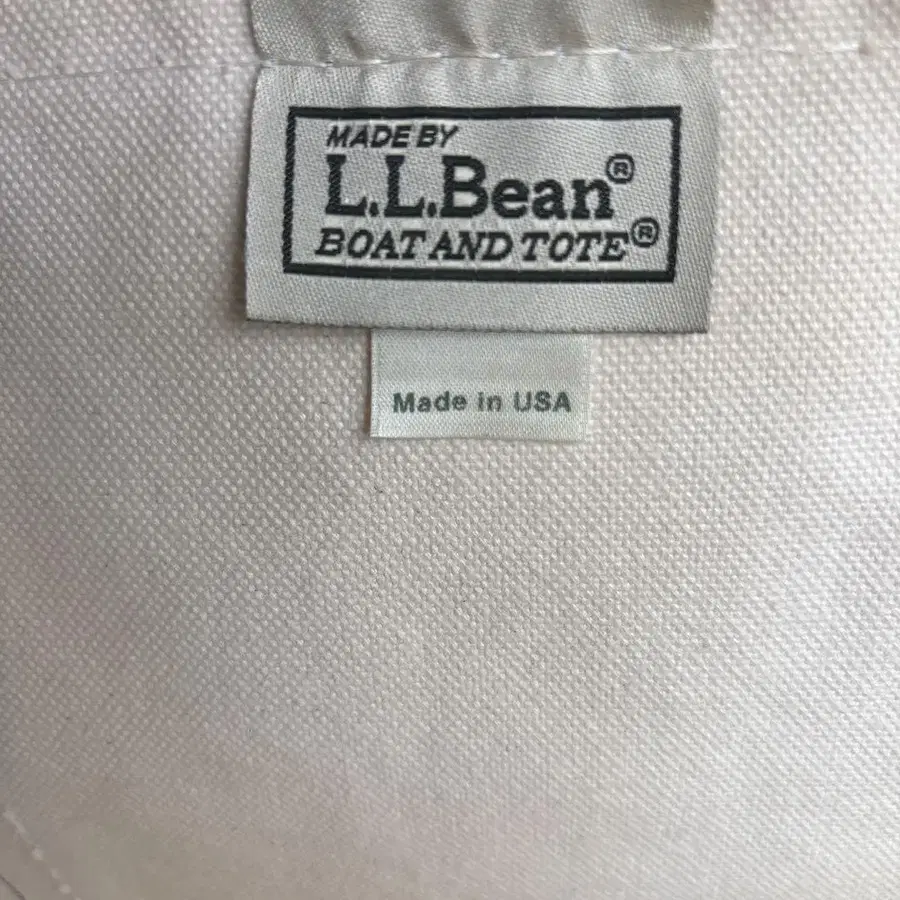 MADE BY
L.L.Bean®
BOAT AND TOTE®
Made in USA